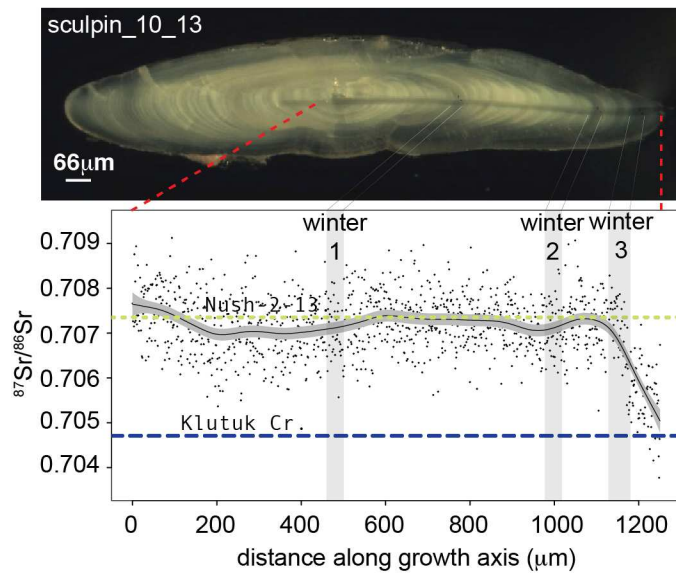 sculpin_10_13
66μm
winter winter winter
1 2 3
0.709
0.708
0.707
0.706
0.705
0.704
⁸⁷Sr/⁸⁶Sr
Nush-2-13
Klutuk Cr.
0 200 400 600 800 1000 1200
distance along growth axis (μm)